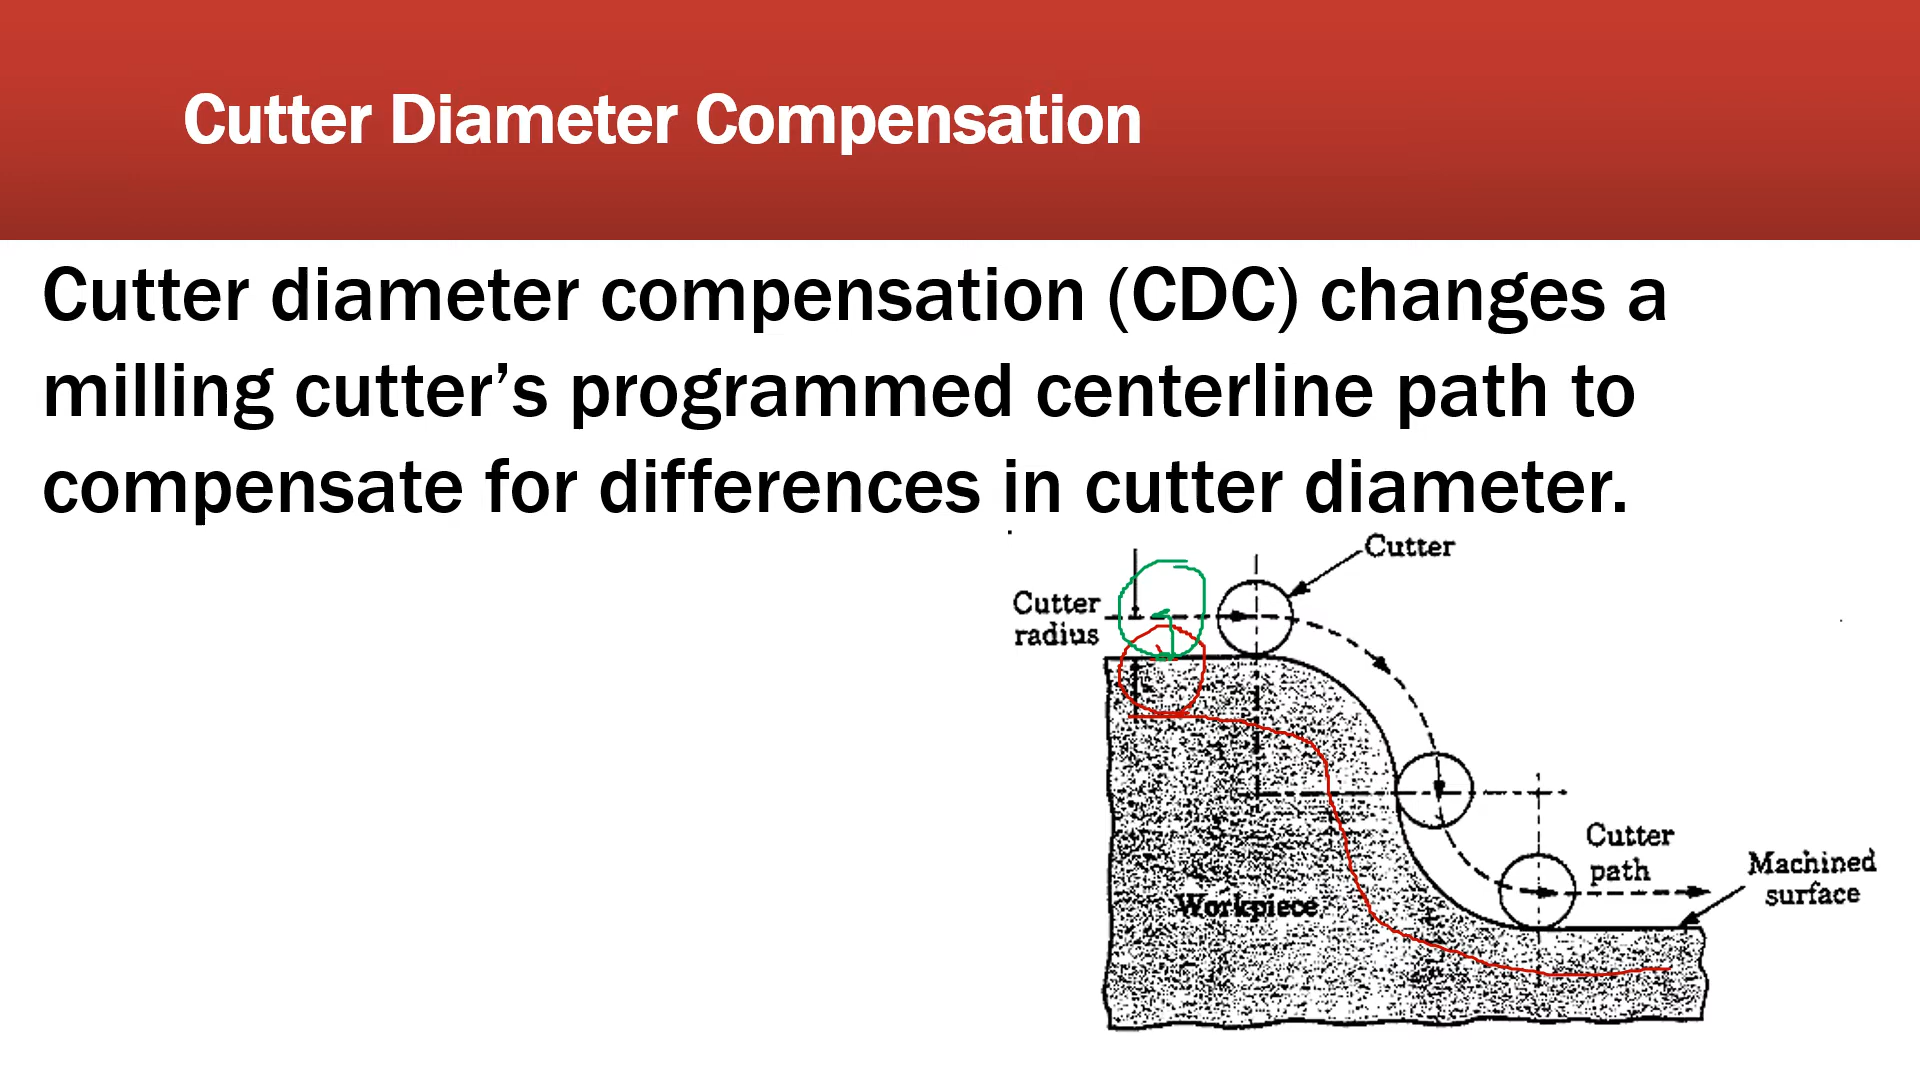 Cutter Diameter Compensation
Cutter diameter compensation (CDC) changes a
milling cutter’s programmed centerline path to
compensate for differences in cutter diameter.
Cutter
Cutter
radius
Cutter
path
Machined
surface
Workpiece